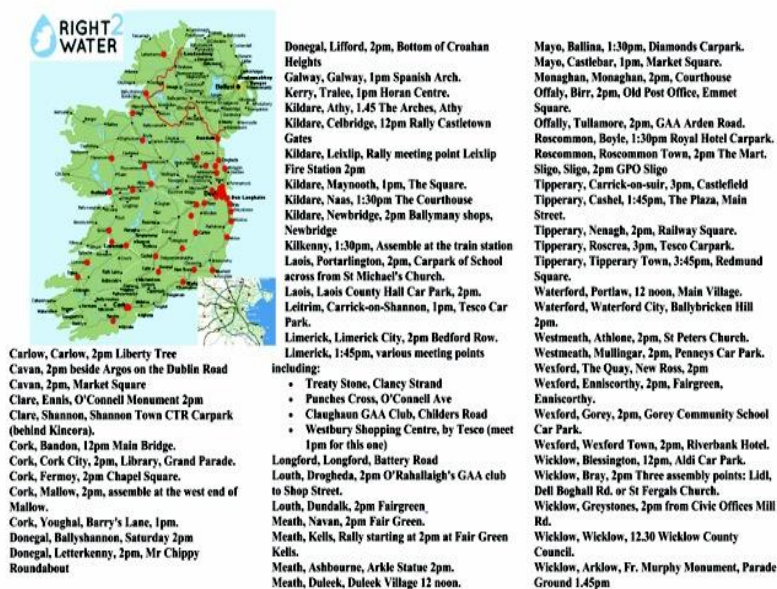 RIGHT2
WATER
Carlow, Carlow, 2pm Liberty Tree
Cavan, 2pm beside Argos on the Dublin Road
Cavan, 2pm, Market Square
Clare, Ennis, O'Connell Monument 2pm
Clare, Shannon, Shannon Town CTR Carpark
(behind Kincora).
Cork, Bandon, 12pm Main Bridge.
Cork, Cork City, 2pm, Library, Grand Parade.
Cork, Fermoy, 2pm Chapel Square.
Cork, Mallow, 2pm, assemble at the west end of
Mallow.
Cork, Youghal, Barry's Lane, 1pm.
Donegal, Ballyshannon, Saturday 2pm
Donegal, Letterkenny, 2pm, Mr Chippy
Roundabout
Donegal, Lifford, 2pm, Bottom of Croahan
Heights
Galway, Galway, 1pm Spanish Arch.
Kerry, Tralee, 1pm Horan Centre.
Kildare, Athy, 1.45 The Arches, Athy
Kildare, Celbridge, 12pm Rally Castletown
Gates
Kildare, Leixlip, Rally meeting point Leixlip
Fire Station 2pm
Kildare, Maynooth, 1pm, The Square.
Kildare, Naas, 1:30pm The Courthouse
Kildare, Newbridge, 2pm Ballymany shops,
Newbridge
Kilkenny, 1:30pm, Assemble at the train station
Laois, Portarlington, 2pm, Carpark of School
across from St Michael's Church.
Laois, Laois County Hall Car Park, 2pm.
Leitrim, Carrick-on-Shannon, 1pm, Tesco Car
Park.
Limerick, Limerick City, 2pm Bedford Row.
Limerick, 1:45pm, various meeting points
including:
• Treaty Stone, Clancy Strand
• Punches Cross, O'Connell Ave
• Claughaun GAA Club, Childers Road
• Westbury Shopping Centre, by Tesco (meet
1pm for this one)
Longford, Longford, Battery Road
Louth, Drogheda, 2pm O'Rahallaigh's GAA club
to Shop Street.
Louth, Dundalk, 2pm Fairgreen
Meath, Navan, 2pm Fair Green.
Meath, Kells, Rally starting at 2pm at Fair Green
Kells.
Meath, Ashbourne, Arkle Statue 2pm.
Meath, Duleek, Duleek Village 12 noon.
Mayo, Ballina, 1:30pm, Diamonds Carpark.
Mayo, Castlebar, 1pm, Market Square.
Monaghan, Monaghan, 2pm, Courthouse
Offaly, Birr, 2pm, Old Post Office, Emmet
Square.
Offally, Tullamore, 2pm, GAA Arden Road.
Roscommon, Boyle, 1:30pm Royal Hotel Carpark.
Roscommon, Roscommon Town, 2pm The Mart.
Sligo, Sligo, 2pm GPO Sligo
Tipperary, Carrick-on-suir, 3pm, Castlefield
Tipperary, Cashel, 1:45pm, The Plaza, Main
Street.
Tipperary, Nenagh, 2pm, Railway Square.
Tipperary, Roscrea, 3pm, Tesco Carpark.
Tipperary, Tipperary Town, 3:45pm, Redmund
Square.
Waterford, Portlaw, 12 noon, Main Village.
Waterford, Waterford City, Ballybricken Hill
2pm.
Westmeath, Athlone, 2pm, St Peters Church.
Westmeath, Mullingar, 2pm, Penneys Car Park.
Wexford, The Quay, New Ross, 2pm
Wexford, Enniscorthy, 2pm, Fairgreen,
Enniscorthy.
Wexford, Gorey, 2pm, Gorey Community School
Car Park.
Wexford, Wexford Town, 2pm, Riverbank Hotel.
Wicklow, Blessington, 12pm, Aldi Car Park.
Wicklow, Bray, 2pm Three assembly points: Lidl,
Dell Boghall Rd. or St Fergals Church.
Wicklow, Greystones, 2pm from Civic Offices Mill
Rd.
Wicklow, Wicklow, 12.30 Wicklow County
Council.
Wicklow, Arklow, Fr. Murphy Monument, Parade
Ground 1.45pm